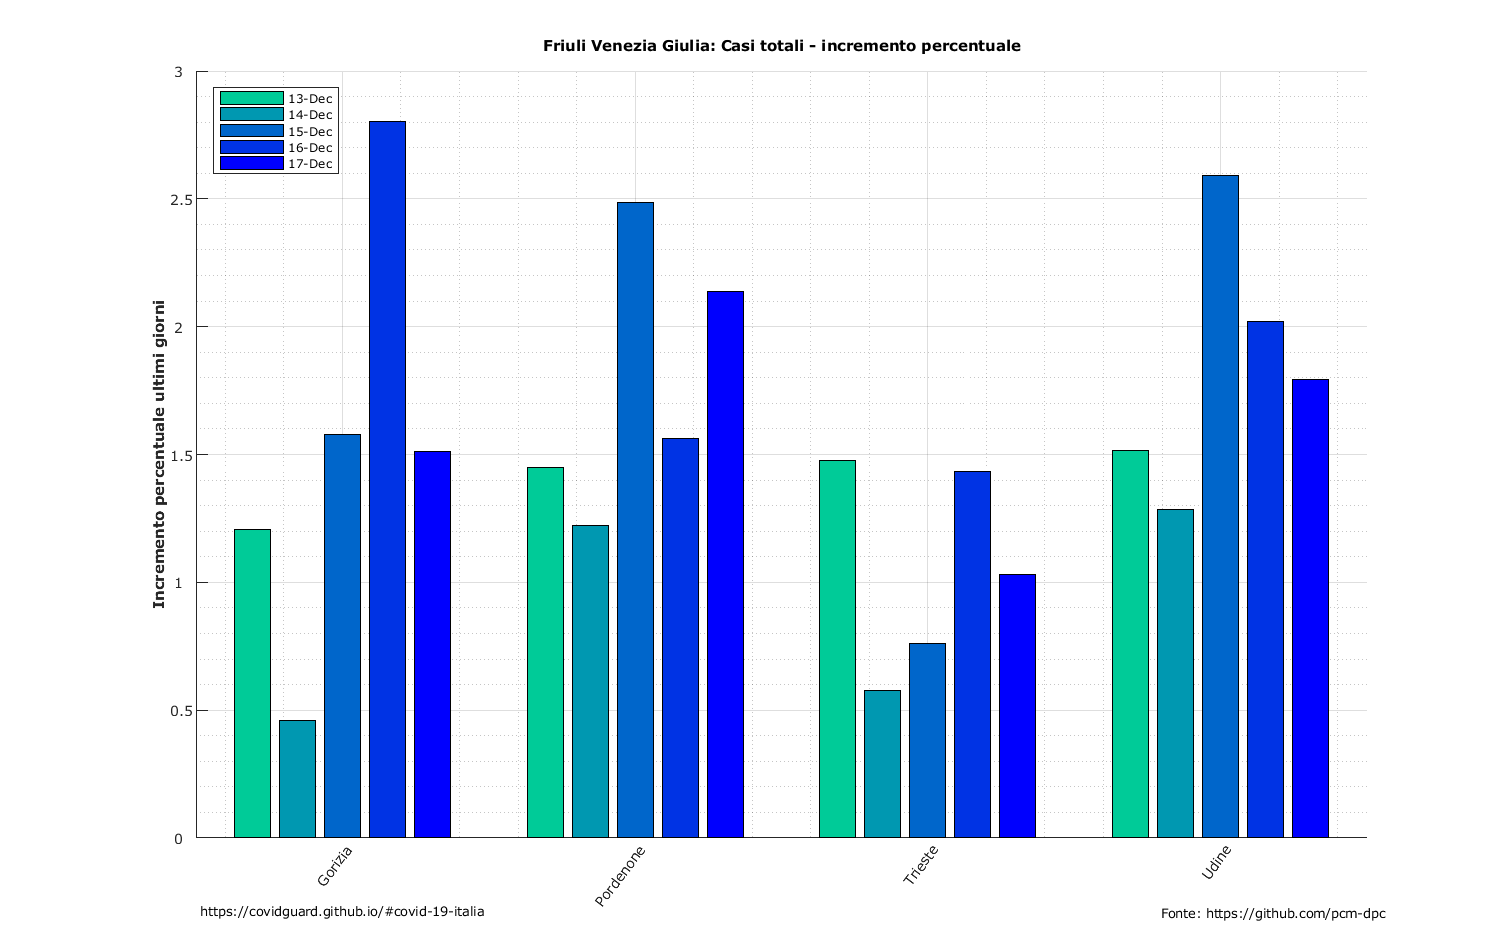 Friuli Venezia Giulia: Casi totali - incremento percentuale
3
13-Dec
14-Dec
15-Dec
16-Dec
17-Dec
2.5
2
1.5
1
0.5
0
Incremento percentuale ultimi giorni
Gorizia
Pordenone
Trieste
Udine
https://covidguard.github.io/#covid-19-italia
Fonte: https://github.com/pcm-dpc